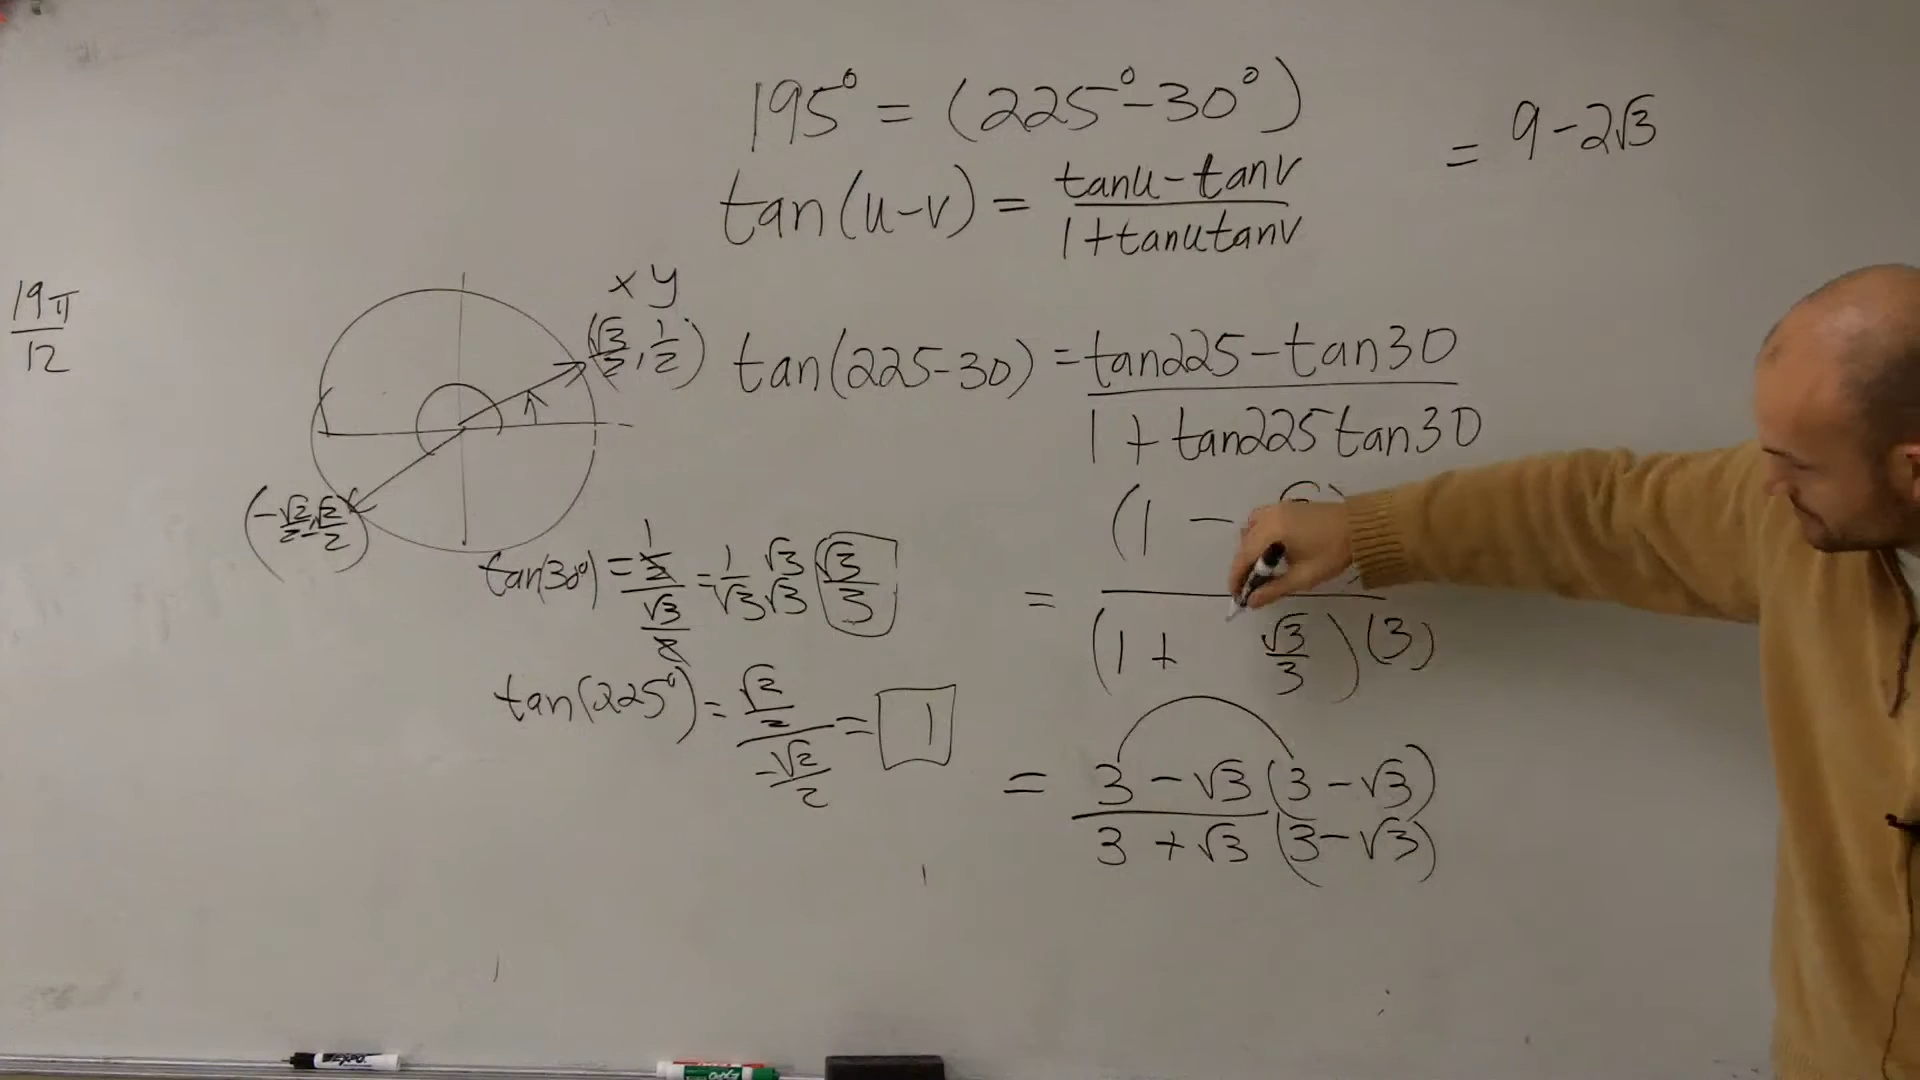 195° = (225° - 30°)
= 9 - 2√3
tan(u-v) = (tanu - tanv)/(1 + tanutanv)
19π/12
x y
(√3/2, 1/2)
tan(225-30) = (tan225 - tan30)/(1 + tan225tan30)
(-√2/2, -√2/2)
tan(30°) = (1/2)/(√3/2) = 1/√3 √3/√3 √3/3
= (1 -
(1 + √3/3)(3)
tan(225°) = (√2/2)/(-√2/2) = 1
= (3 - √3)/(3 + √3) (3 - √3)/(3 - √3)
EXPO
EXPO